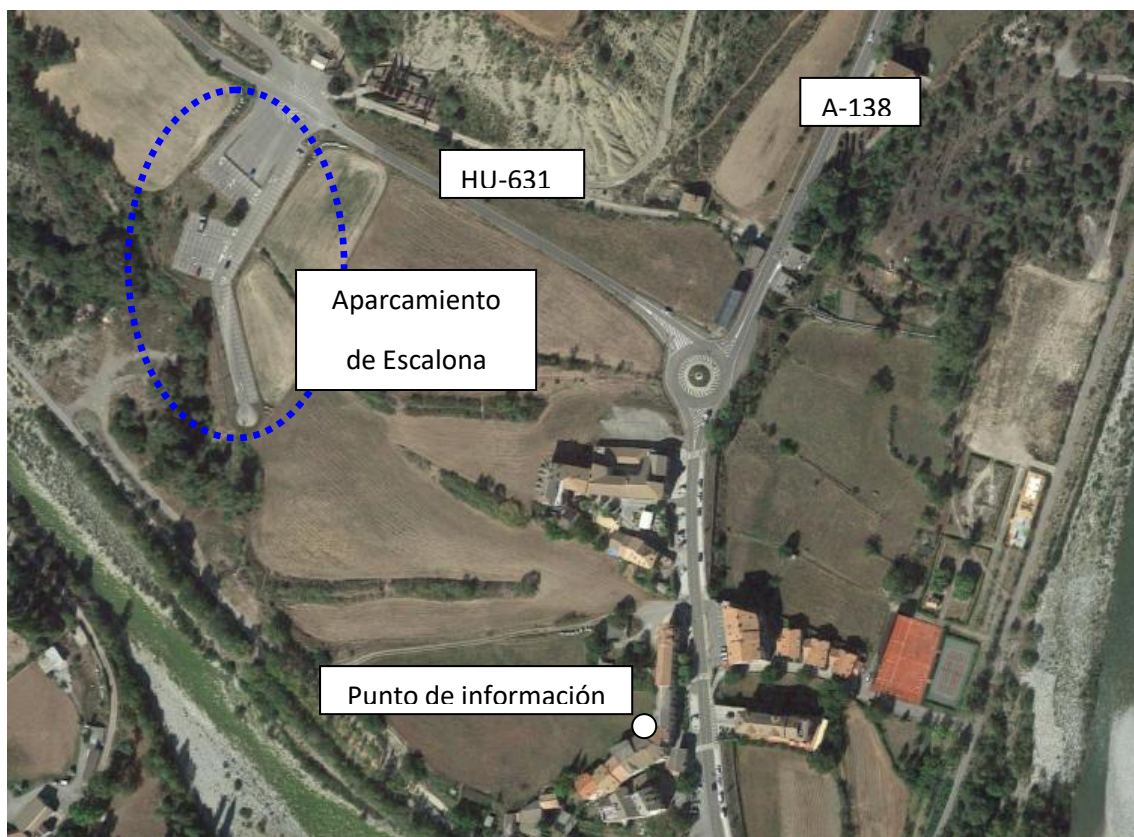 A-138
HU-631
Aparcamiento
de Escalona
Punto de información